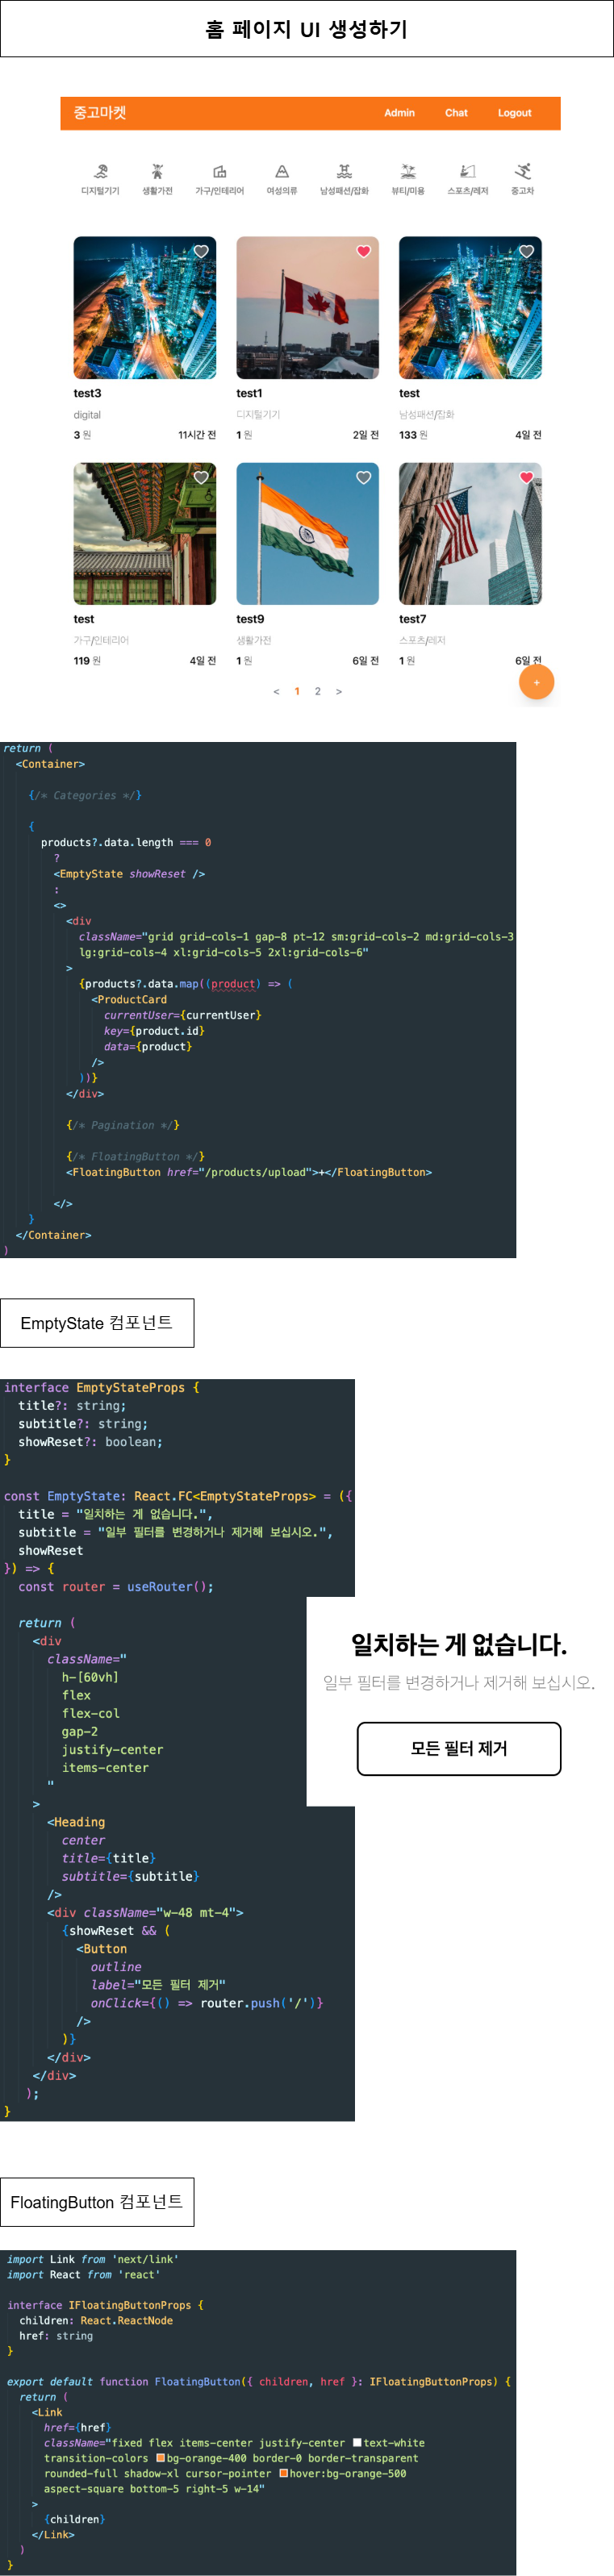 홈 페이지 UI 생성하기
중고마켓 Admin Chat Logout
디지털기기 생활가전 가구/인테리어 여성의류 남성패션/잡화 뷰티/미용 스포츠/레저 중고차
test3 test1 test
digital 디지털기기 남성패션/잡화
3 원 11시간 전 1 원 2일 전 133 원 4일 전
test test9 test7
가구/인테리어 생활가전 스포츠/레저
119 원 4일 전 1 원 6일 전 1 원 6일 전
+
< 1 2 >
return (
<Container>
{/* Categories */}
{
products?.data.length === 0
?
<EmptyState showReset />
:
<>
<div
className="grid grid-cols-1 gap-8 pt-12 sm:grid-cols-2 md:grid-cols-3
lg:grid-cols-4 xl:grid-cols-5 2xl:grid-cols-6"
>
{products?.data.map((product) => (
<ProductCard
currentUser={currentUser}
key={product.id}
data={product}
/>
))}
</div>
{/* Pagination */}
{/* FloatingButton */}
<FloatingButton href="/products/upload">+</FloatingButton>
</>
}
</Container>
)
EmptyState 컴포넌트
interface EmptyStateProps {
title?: string;
subtitle?: string;
showReset?: boolean;
}
const EmptyState: React.FC<EmptyStateProps> = ({
title = "일치하는 게 없습니다.",
subtitle = "일부 필터를 변경하거나 제거해 보십시오.",
showReset
}) => {
const router = useRouter();
return (
<div
className="
h-[60vh]
flex
flex-col
gap-2
justify-center
items-center
"
>
<Heading
center
title={title}
subtitle={subtitle}
/>
<div className="w-48 mt-4">
{showReset && (
<Button
outline
label="모든 필터 제거"
onClick={() => router.push('/')}
/>
)}
</div>
</div>
);
}
일치하는 게 없습니다.
일부 필터를 변경하거나 제거해 보십시오.
모든 필터 제거
FloatingButton 컴포넌트
import Link from 'next/link'
import React from 'react'
interface IFloatingButtonProps {
children: React.ReactNode
href: string
}
export default function FloatingButton({ children, href }: IFloatingButtonProps) {
return (
<Link
href={href}
className="fixed flex items-center justify-center text-white
transition-colors bg-orange-400 border-0 border-transparent
rounded-full shadow-xl cursor-pointer hover:bg-orange-500
aspect-square bottom-5 right-5 w-14"
>
{children}
</Link>
)
}